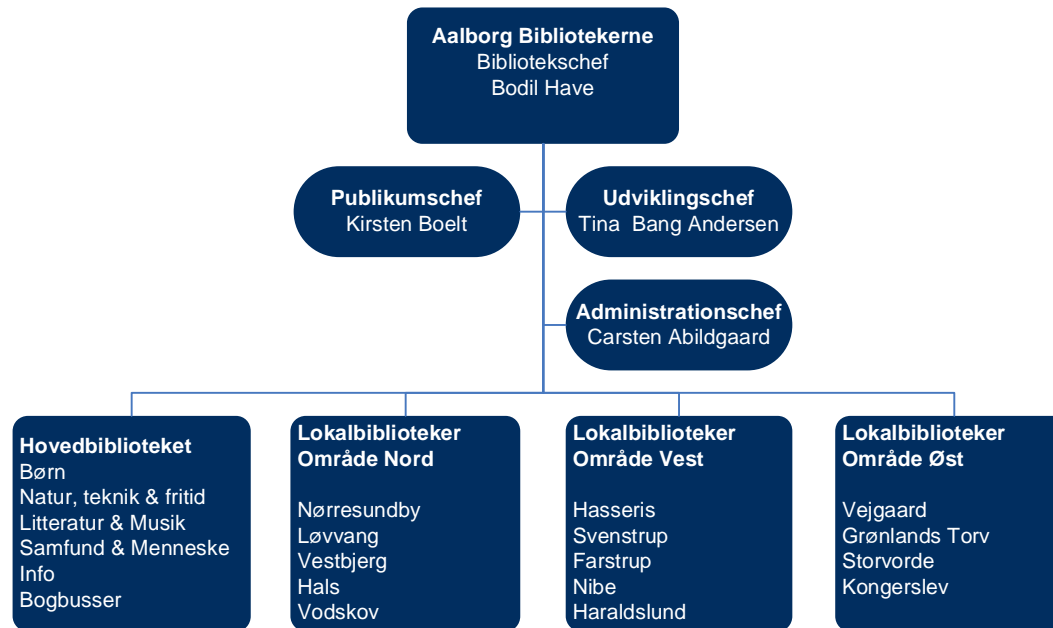 Aalborg Bibliotekerne
Bibliotekschef
Bodil Have
Publikumschef
Kirsten Boelt
Udviklingschef
Tina  Bang Andersen
Administrationschef
Carsten Abildgaard
Hovedbiblioteket
Børn
Natur, teknik & fritid
Litteratur & Musik
Samfund & Menneske
Info
Bogbusser
Lokalbiblioteker
Område Nord
Nørresundby
Løvvang
Vestbjerg
Hals
Vodskov
Lokalbiblioteker
Område Vest
Hasseris
Svenstrup
Farstrup
Nibe
Haraldslund
Lokalbiblioteker
Område Øst
Vejgaard
Grønlands Torv
Storvorde
Kongerslev